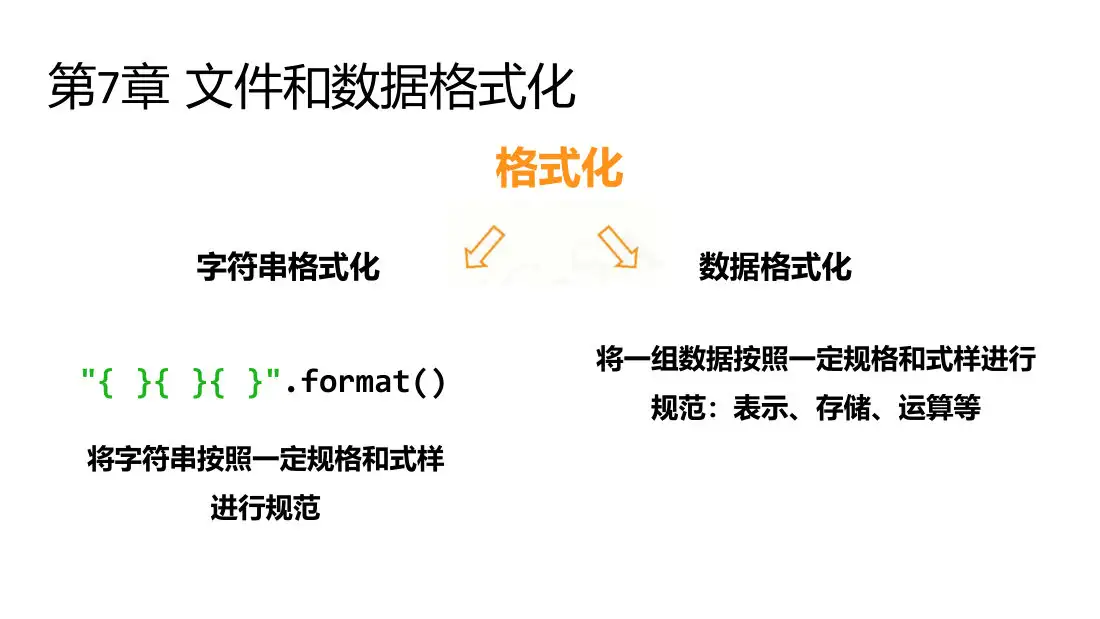 第7章 文件和数据格式化
格式化
字符串格式化
数据格式化
"{ }{ }{ }".format()
将字符串按照一定规格和式样
进行规范
将一组数据按照一定规格和式样进行
规范：表示、存储、运算等